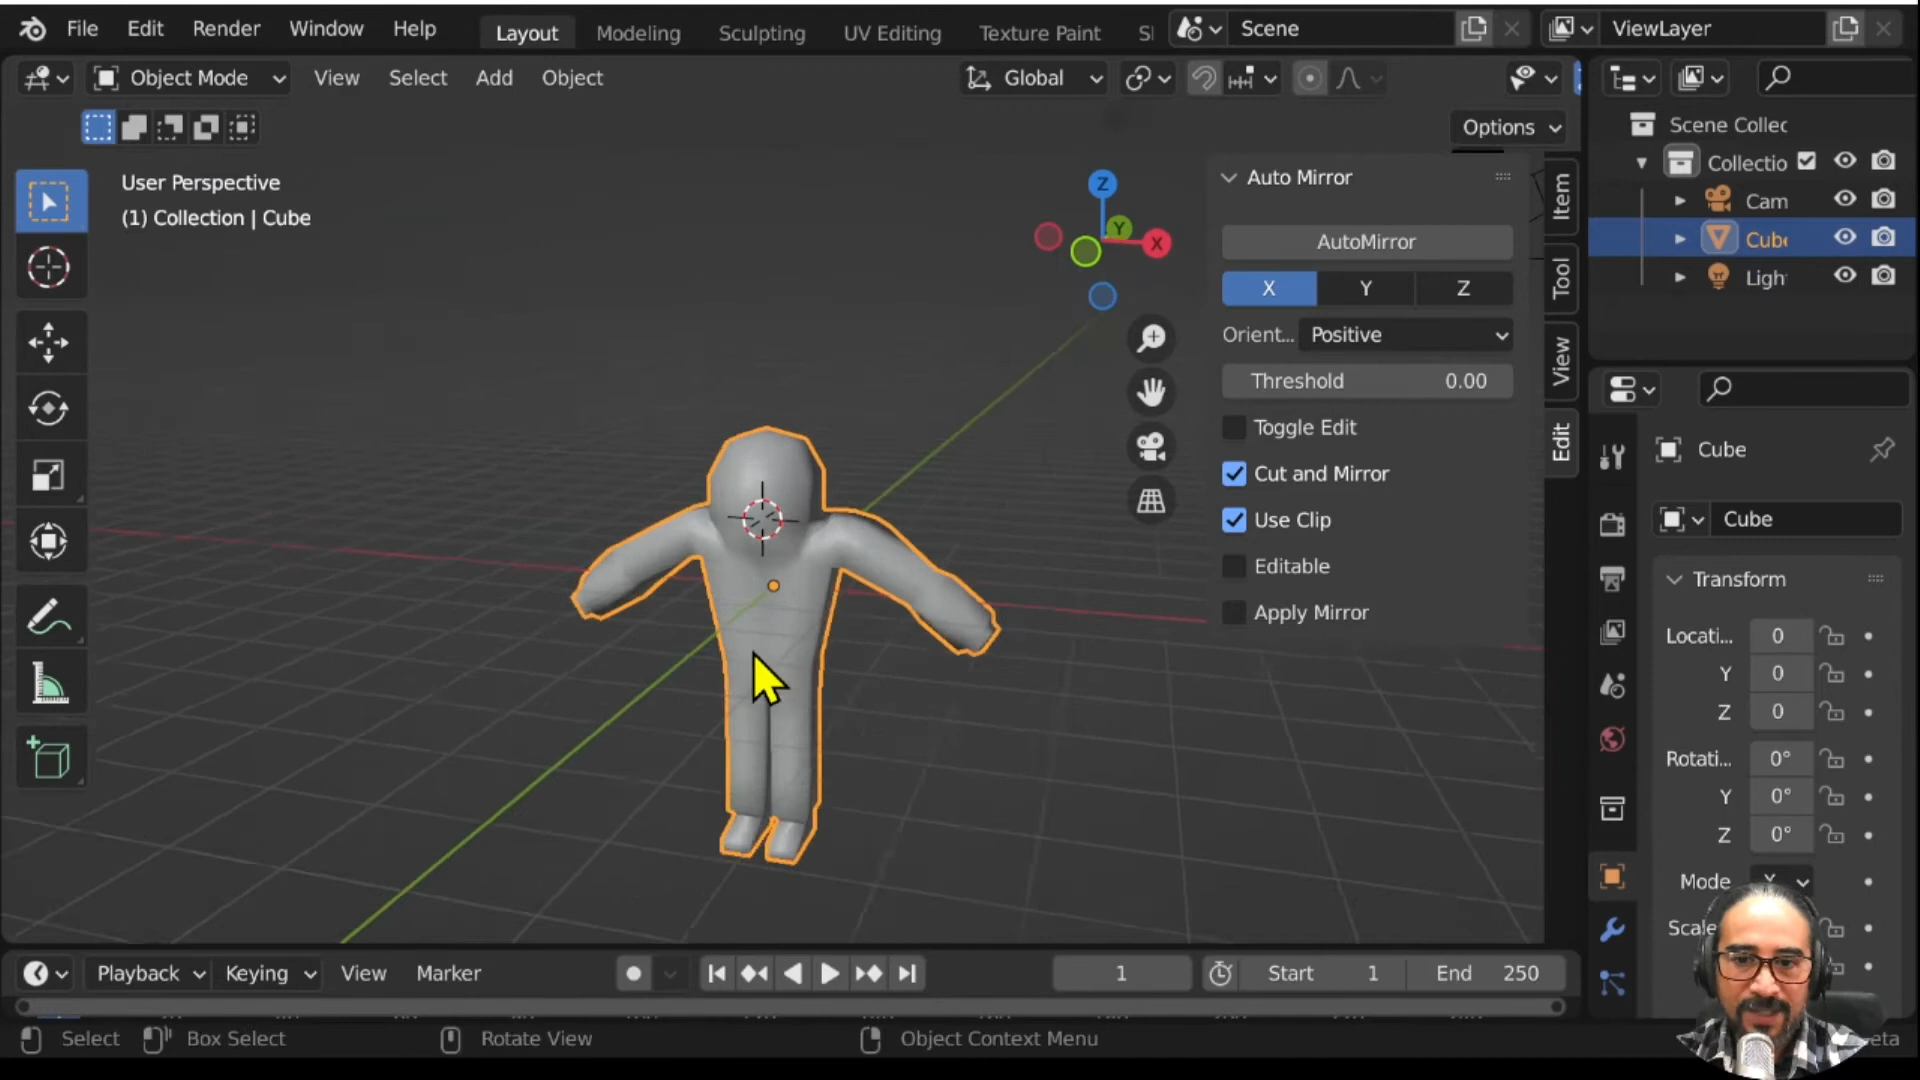 File Edit Render Window Help Layout Modeling Sculpting UV Editing Texture Paint Scene ViewLayer
Object Mode View Select Add Object Global
Options
User Perspective
(1) Collection | Cube
Z
Y
X
Auto Mirror
AutoMirror
X Y Z
Orient... Positive
Threshold 0.00
Toggle Edit
Cut and Mirror
Use Clip
Editable
Apply Mirror
Item
Tool
View
Edit
Scene Collec
Collectio
Cam
Cube
Ligh
Cube
Cube
Transform
Locati... 0
Y 0
Z 0
Rotati... 0°
Y 0°
Z 0°
Mode
Scale
Playback Keying View Marker 1 Start 1 End 250
Select Box Select Rotate View Object Context Menu